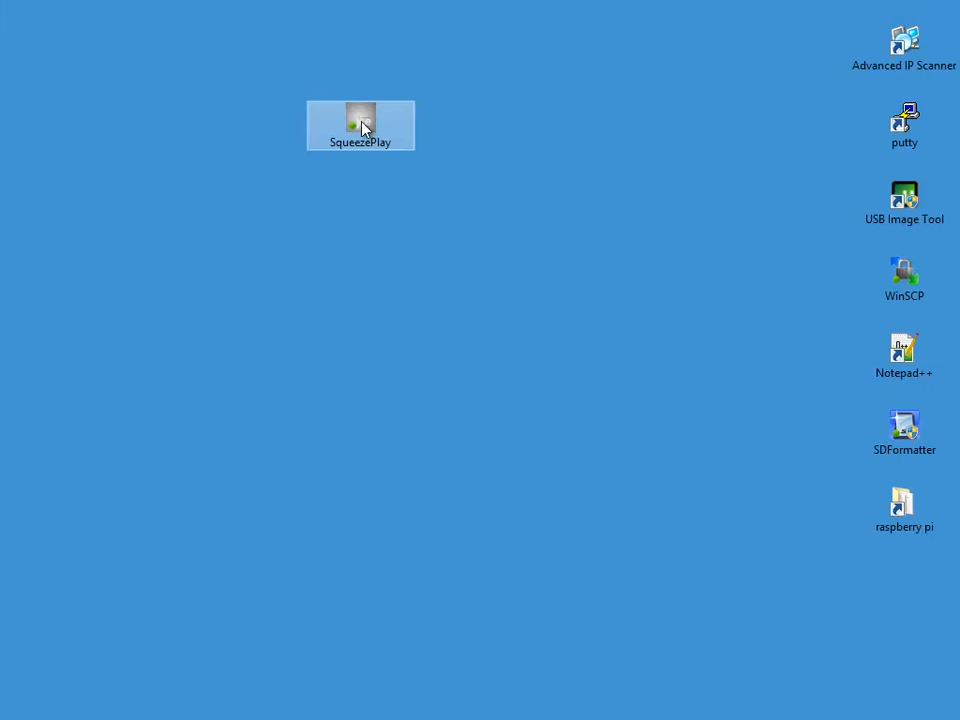 Advanced IP Scanner
SqueezePlay
putty
USB Image Tool
WinSCP
Notepad++
SDFormatter
raspberry pi